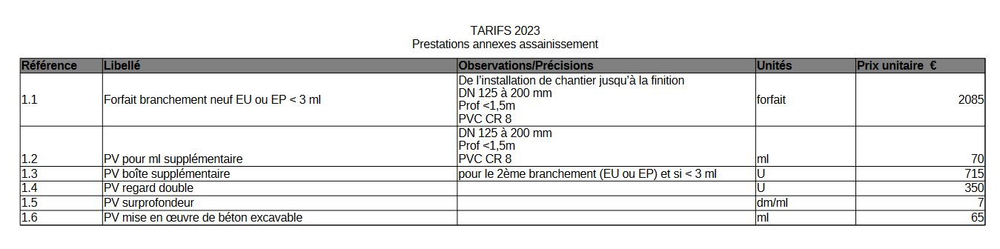 TARIFS 2023
Prestations annexes assainissement
Référence Libellé Observations/Précisions Unités Prix unitaire €
1.1 Forfait branchement neuf EU ou EP < 3 ml De l’installation de chantier jusqu’à la finition
DN 125 à 200 mm
Prof <1,5m
PVC CR 8 forfait 2085
1.2 PV pour ml supplémentaire DN 125 à 200 mm
Prof <1,5m
PVC CR 8 ml 70
1.3 PV boîte supplémentaire pour le 2ème branchement (EU ou EP) et si < 3 ml U 715
1.4 PV regard double U 350
1.5 PV surprofondeur dm/ml 7
1.6 PV mise en œuvre de béton excavable ml 65